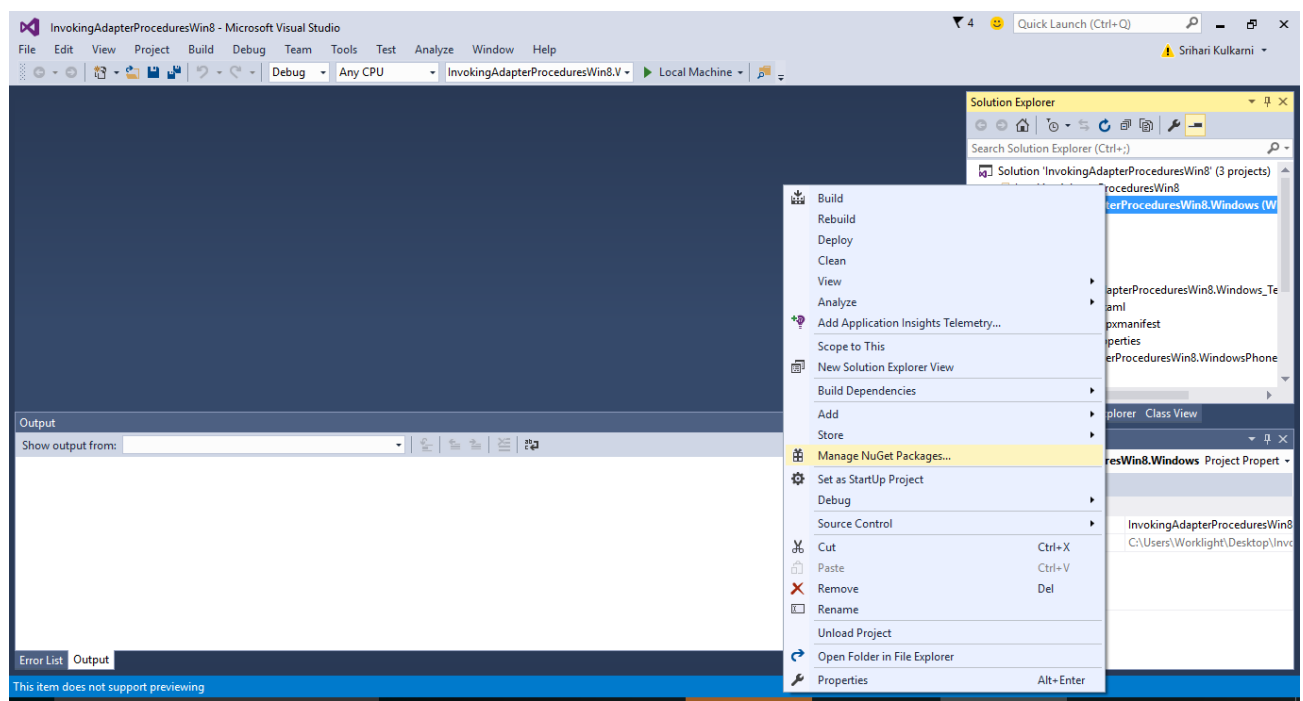 InvokingAdapterProceduresWin8 - Microsoft Visual Studio
4
Quick Launch (Ctrl+Q)
File Edit View Project Build Debug Team Tools Test Analyze Window Help
Srihari Kulkarni
Debug Any CPU InvokingAdapterProceduresWin8.V Local Machine
Solution Explorer
Search Solution Explorer (Ctrl+;)
Solution 'InvokingAdapterProceduresWin8' (3 projects)
roceduresWin8
terProceduresWin8.Windows (W
apterProceduresWin8.Windows_Te
aml
pxmanifest
perties
erProceduresWin8.WindowsPhone
plorer Class View
Build
Rebuild
Deploy
Clean
View
Analyze
Add Application Insights Telemetry...
Scope to This
New Solution Explorer View
Build Dependencies
Add
Store
Manage NuGet Packages...
Set as StartUp Project
Debug
Source Control
Cut Ctrl+X
Paste Ctrl+V
Remove Del
Rename
Unload Project
Open Folder in File Explorer
Properties Alt+Enter
resWin8.Windows Project Propert
InvokingAdapterProceduresWin8
C:\Users\Worklight\Desktop\Invo
Output
Show output from:
Error List Output
This item does not support previewing